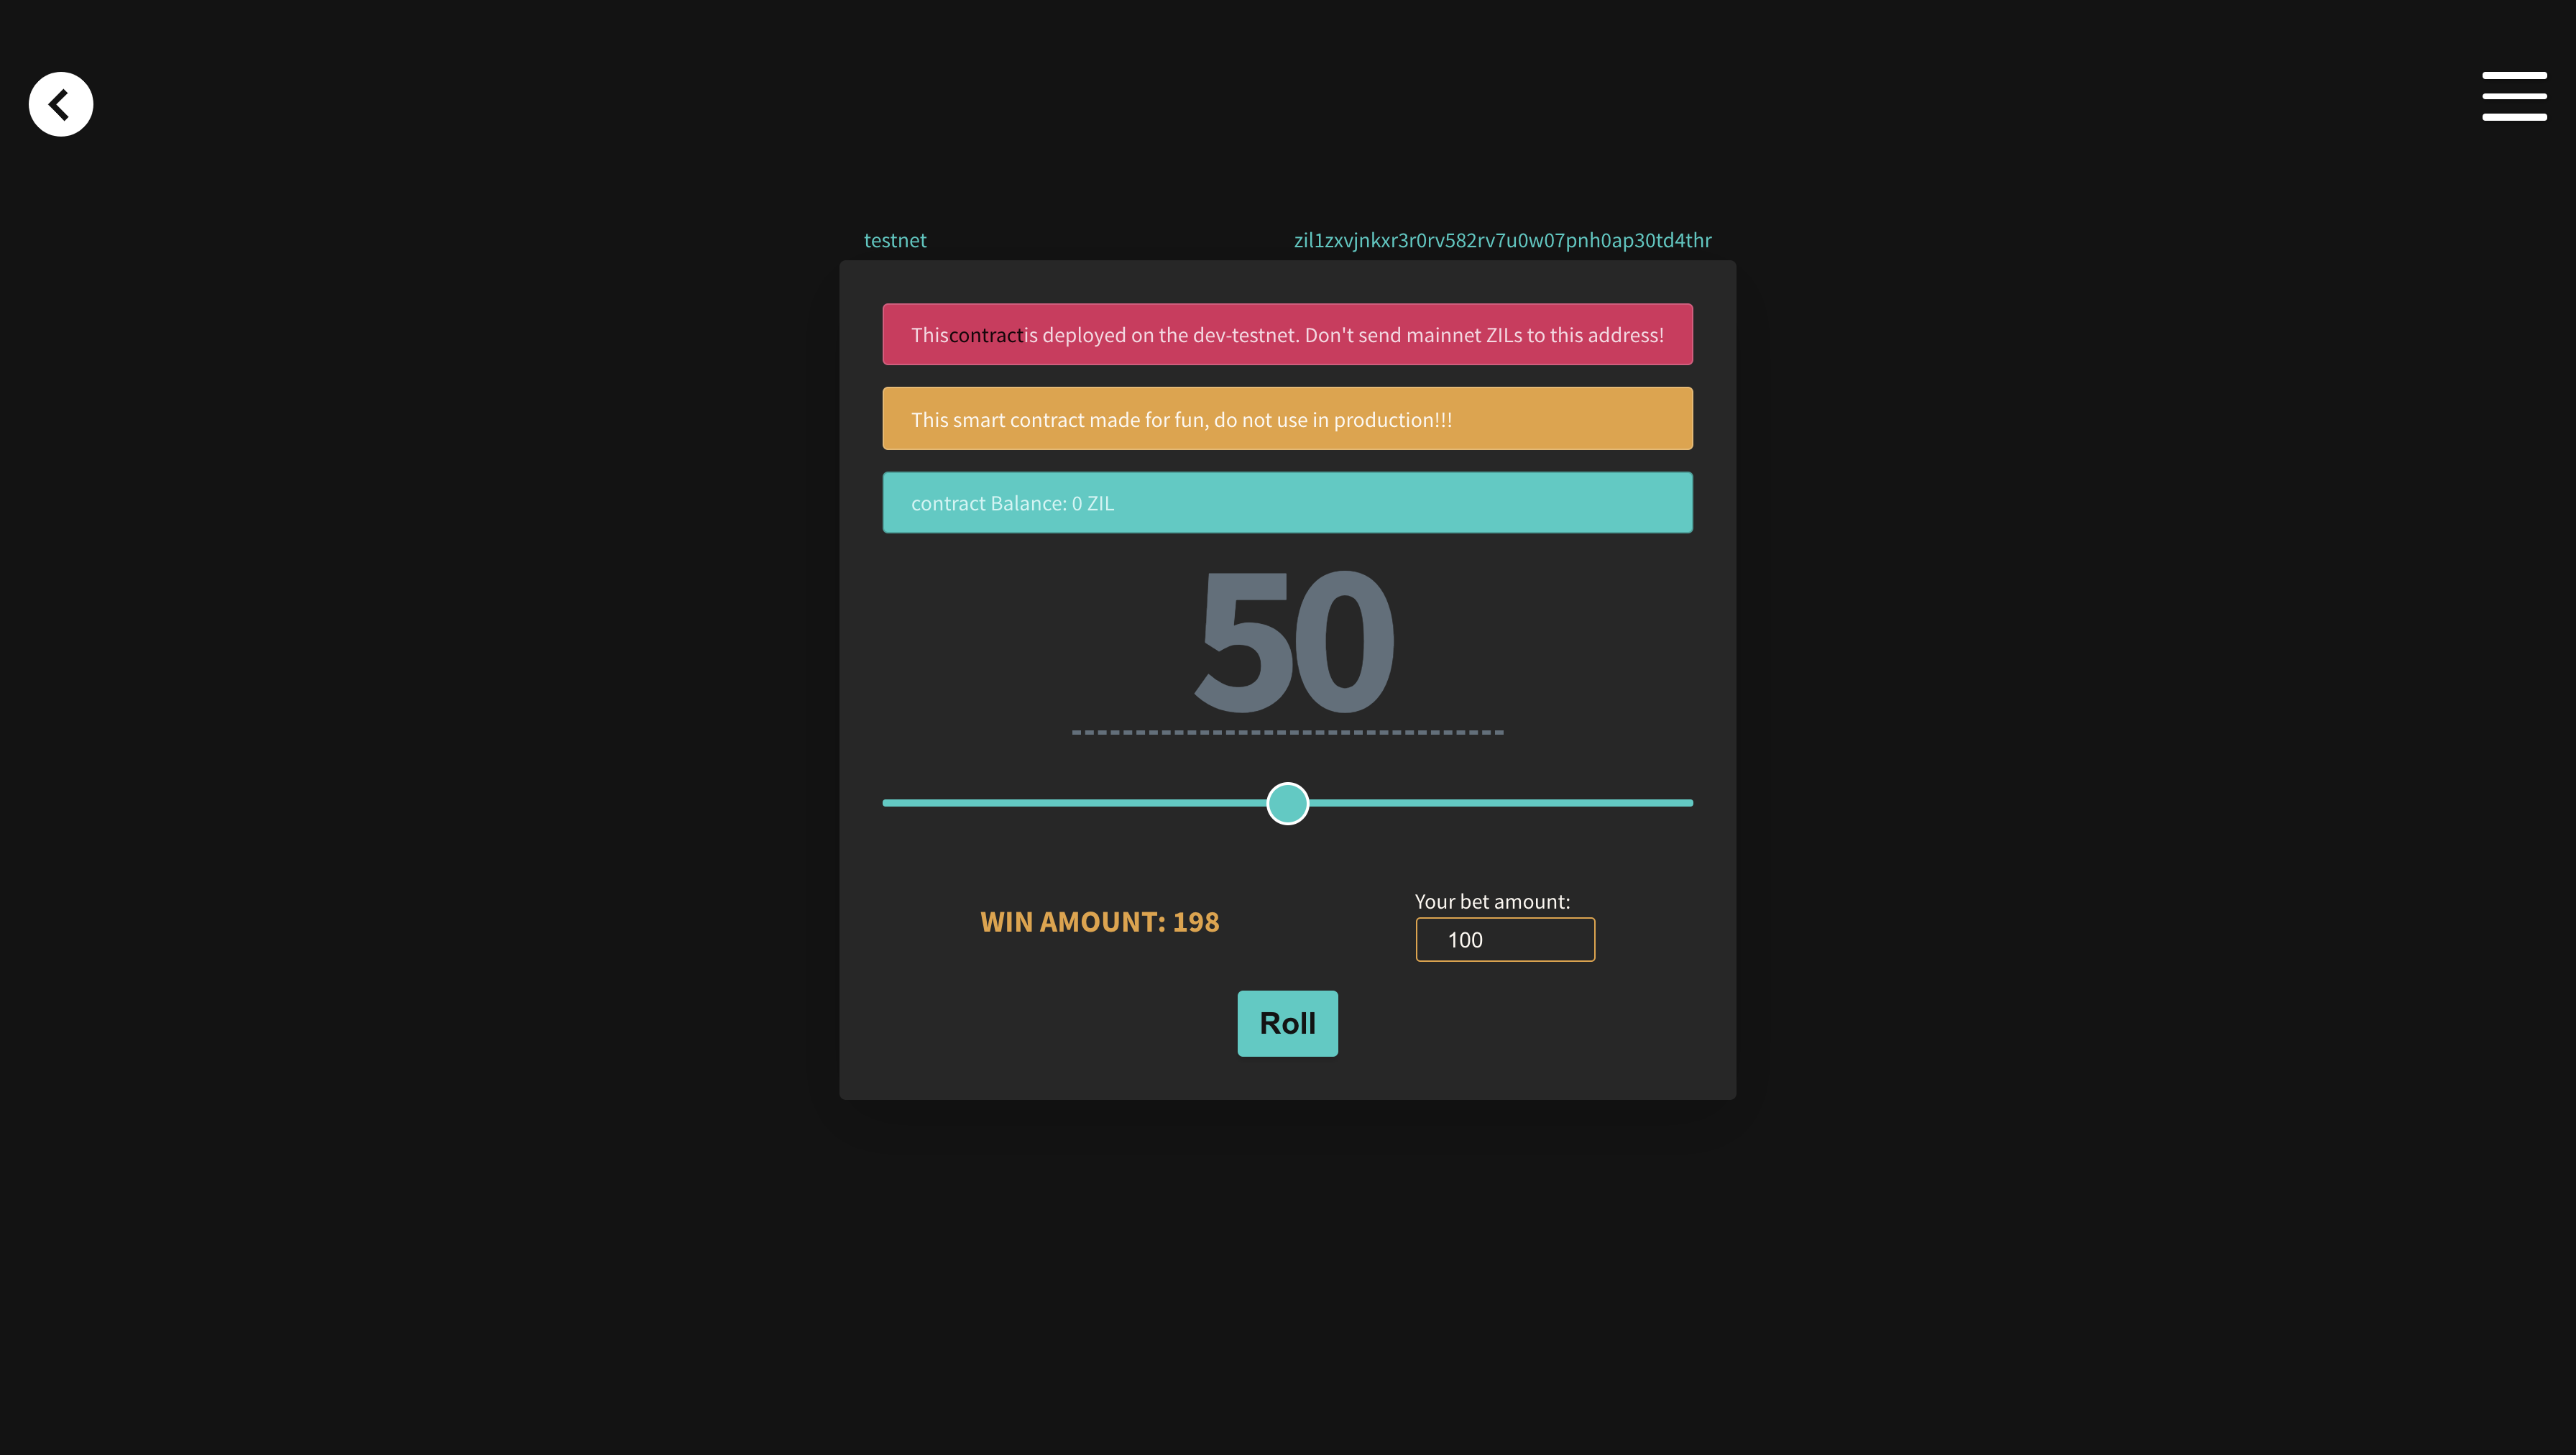 testnet
zil1zxvjnkxr3r0rv582rv7u0w07pnh0ap30td4thr
Thiscontractis deployed on the dev-testnet. Don't send mainnet ZILs to this address!
This smart contract made for fun, do not use in production!!!
contract Balance: 0 ZIL
50
Your bet amount:
WIN AMOUNT: 198
100
Roll